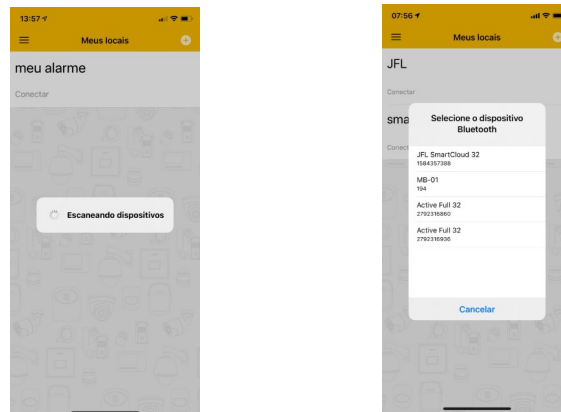 13:57
Meus locais
meu alarme
Conectar
Escaneando dispositivos
07:56
Meus locais
JFL
Conectar
sma
Conect
Selecione o dispositivo
Bluetooth
JFL SmartCloud 32
1584357388
MB-01
194
Active Full 32
2792316860
Active Full 32
2792316936
Cancelar